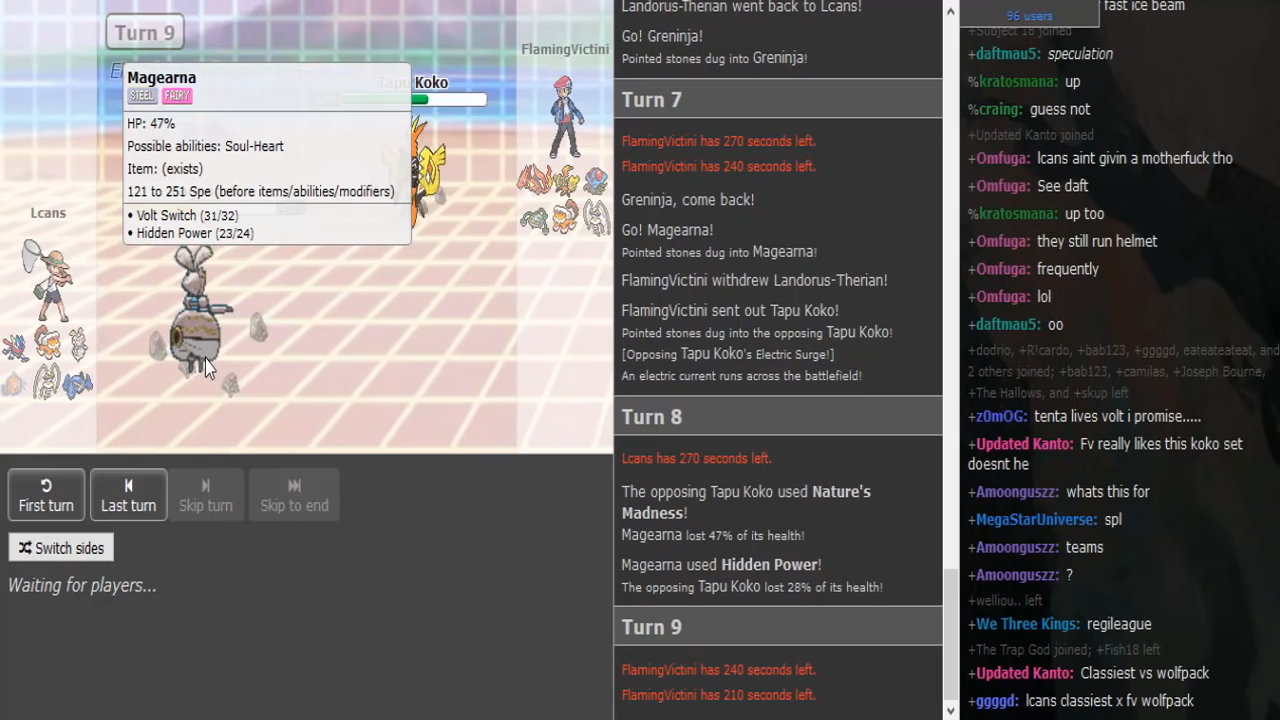 Turn 9
FlamingVictini
Koko
Magearna
STEEL FAIRY
HP: 47%
Possible abilities: Soul-Heart
Item: (exists)
121 to 251 Spe (before items/abilities/modifiers)
• Volt Switch (31/32)
• Hidden Power (23/24)
Lcans
First turn
Last turn
Skip turn
Skip to end
Switch sides
Waiting for players...
Landorus-Therian went back to Lcans!
Go! Greninja!
Pointed stones dug into Greninja!
Turn 7
FlamingVictini has 270 seconds left.
FlamingVictini has 240 seconds left.
Greninja, come back!
Go! Magearna!
Pointed stones dug into Magearna!
FlamingVictini withdrew Landorus-Therian!
FlamingVictini sent out Tapu Koko!
Pointed stones dug into the opposing Tapu Koko!
[Opposing Tapu Koko's Electric Surge!]
An electric current runs across the battlefield!
Turn 8
Lcans has 270 seconds left.
The opposing Tapu Koko used Nature's
Madness!
Magearna lost 47% of its health!
Magearna used Hidden Power!
The opposing Tapu Koko lost 28% of its health!
Turn 9
FlamingVictini has 240 seconds left.
FlamingVictini has 210 seconds left.
96 users
fast ice beam
+Subject 18 joined
+daftmau5: speculation
%kratosmana: up
%craing: guess not
+Updated Kanto joined
+Omfuga: lcans aint givin a motherfuck tho
+Omfuga: See daft
%kratosmana: up too
+Omfuga: they still run helmet
+Omfuga: frequently
+Omfuga: lol
+daftmau5: oo
+dodrio, +R!cardo, +bab123, +ggggd, eateateateat, and
2 others joined; +bab123, +camilas, +Joseph Bourne,
+The Hallows, and +skup left
+z0mOG: tenta lives volt i promise.....
+Updated Kanto: Fv really likes this koko set
doesnt he
+Amoonguszz: whats this for
+MegaStarUniverse: spl
+Amoonguszz: teams
+Amoonguszz: ?
+welliou.. left
+We Three Kings: regileague
+The Trap God joined; +Fish18 left
+Updated Kanto: Classiest vs wolfpack
+ggggd: lcans classiest x fv wolfpack